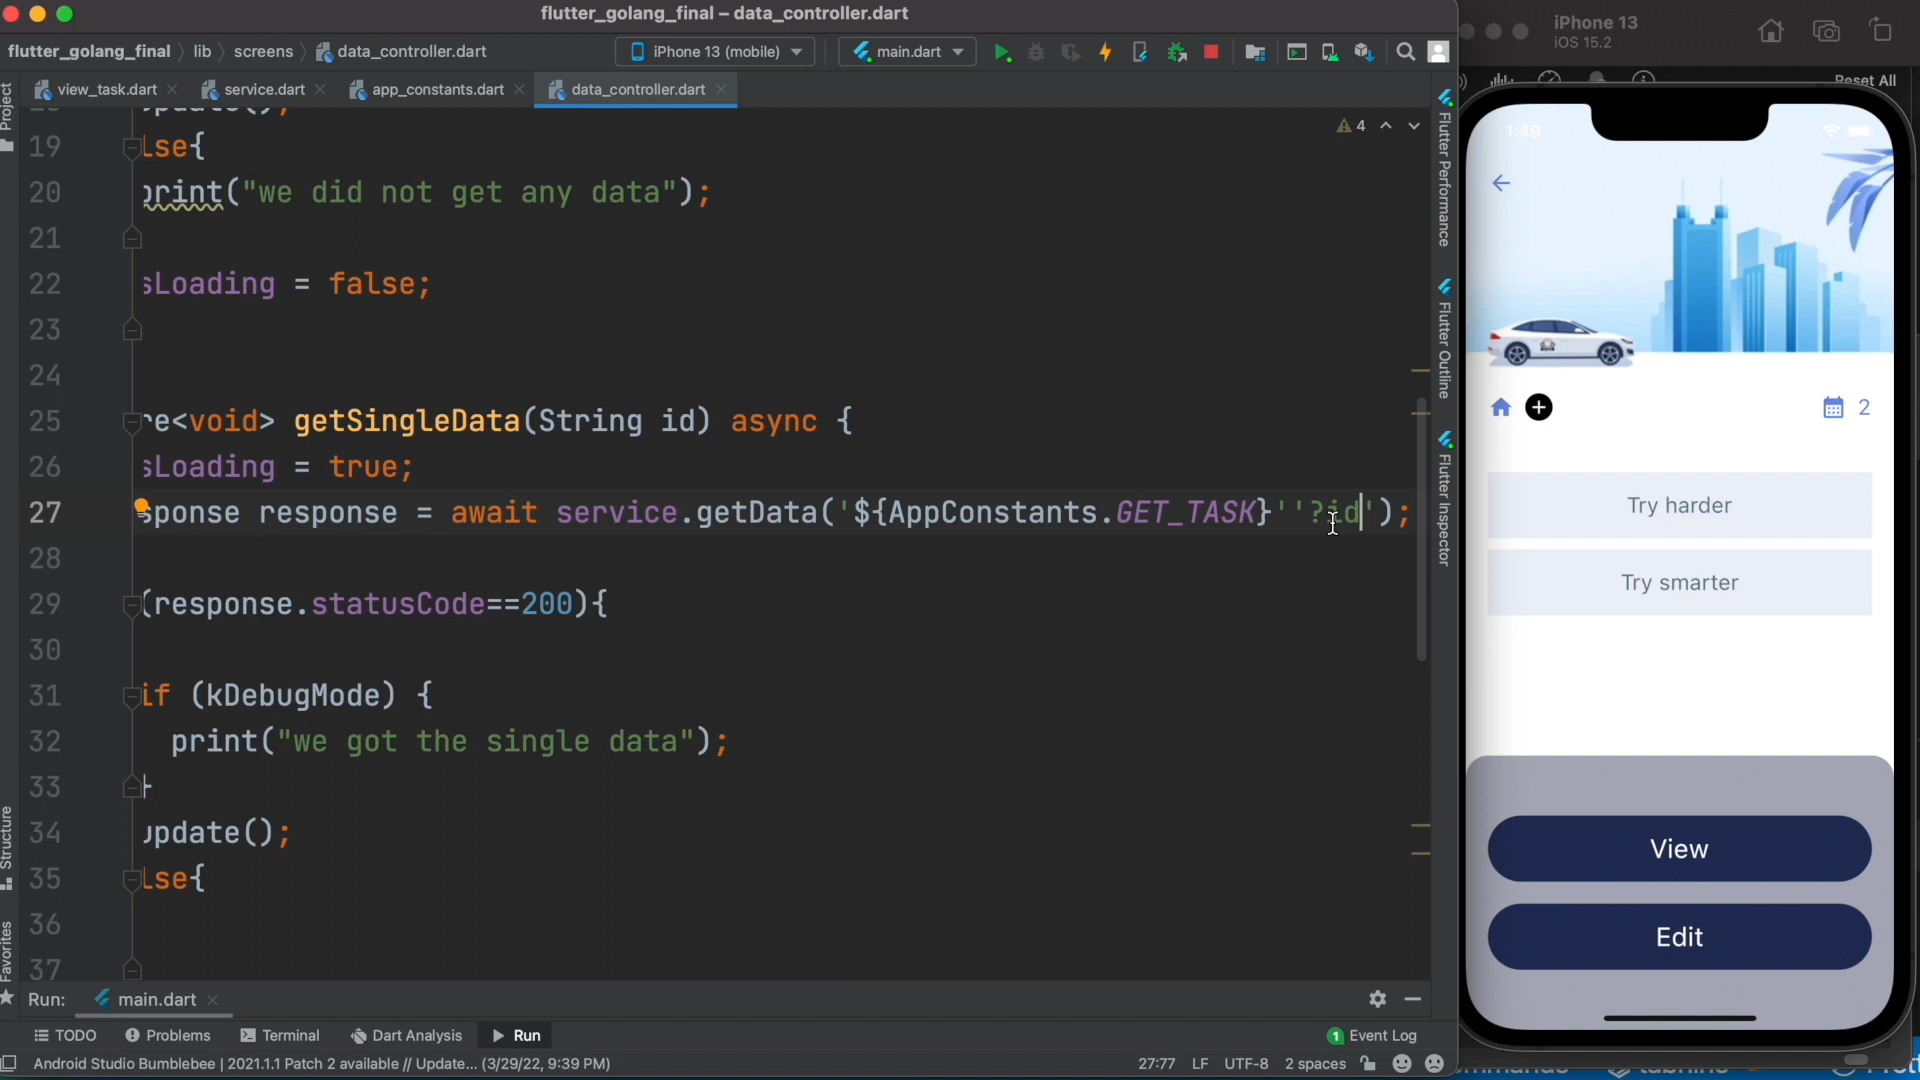 flutter_golang_final – data_controller.dart
flutter_golang_final
lib
screens
data_controller.dart
iPhone 13 (mobile)
main.dart
view_task.dart
service.dart
app_constants.dart
data_controller.dart
4
19 lse{
20 print("we did not get any data");
21
22 sLoading = false;
23
24
25 re<void> getSingleData(String id) async {
26 sLoading = true;
27 sponse response = await service.getData('${AppConstants.GET_TASK}''?id');
28
29 (response.statusCode==200){
30
31 if (kDebugMode) {
32 print("we got the single data");
33 }
34 update();
35 lse{
36
37
Project
Structure
Favorites
Flutter Performance
Flutter Outline
Flutter Inspector
Run:
main.dart
TODO
Problems
Terminal
Dart Analysis
Run
1 Event Log
Android Studio Bumblebee | 2021.1.1 Patch 2 available // Update... (3/29/22, 9:39 PM)
27:77
LF
UTF-8
2 spaces
iPhone 13
iOS 15.2
Reset All
1:49
2
Try harder
Try smarter
View
Edit